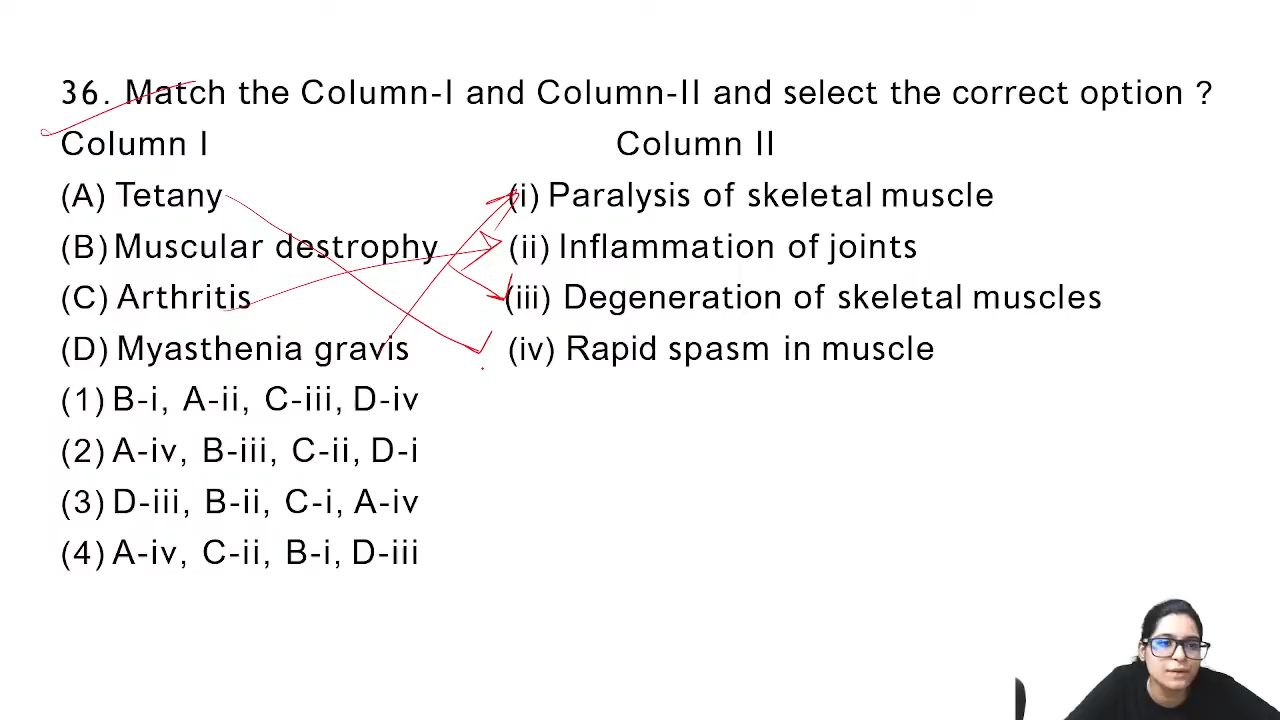 36. Match the Column-I and Column-II and select the correct option ?
Column I Column II
(A) Tetany (i) Paralysis of skeletal muscle
(B) Muscular destrophy (ii) Inflammation of joints
(C) Arthritis (iii) Degeneration of skeletal muscles
(D) Myasthenia gravis (iv) Rapid spasm in muscle
(1) B-i, A-ii, C-iii, D-iv
(2) A-iv, B-iii, C-ii, D-i
(3) D-iii, B-ii, C-i, A-iv
(4) A-iv, C-ii, B-i, D-iii